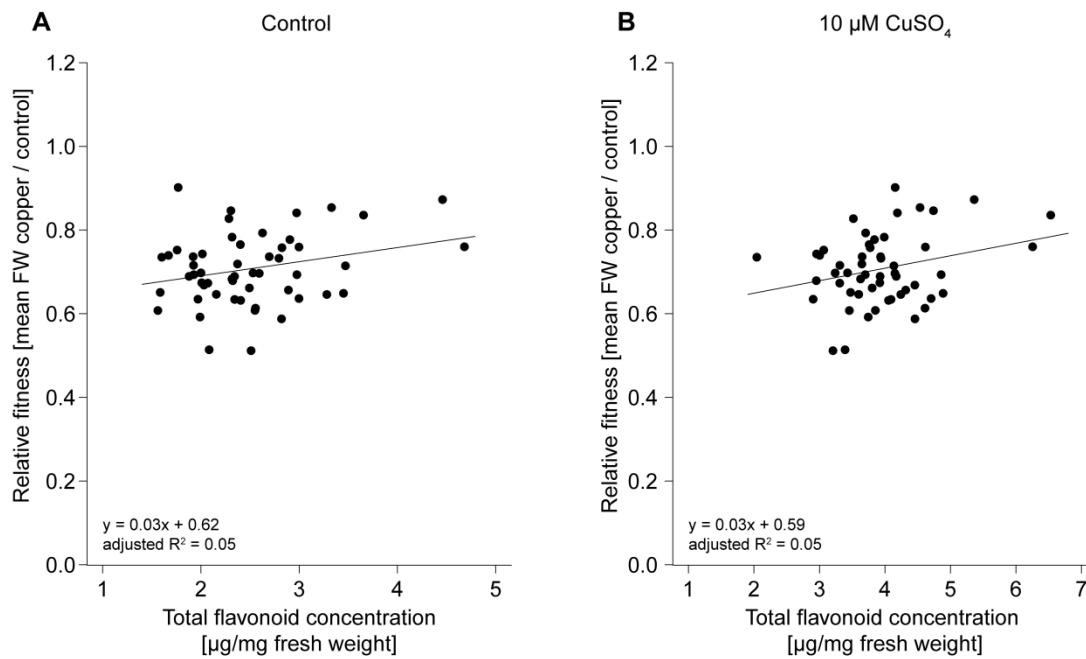 A
Control
Relative fitness [mean FW copper / control]
1.2
1.0
0.8
0.6
0.4
0.2
0.0
y = 0.03x + 0.62
adjusted R² = 0.05
1 2 3 4 5
Total flavonoid concentration
[µg/mg fresh weight]
B
10 µM CuSO₄
Relative fitness [mean FW copper / control]
1.2
1.0
0.8
0.6
0.4
0.2
0.0
y = 0.03x + 0.59
adjusted R² = 0.05
1 2 3 4 5 6 7
Total flavonoid concentration
[µg/mg fresh weight]